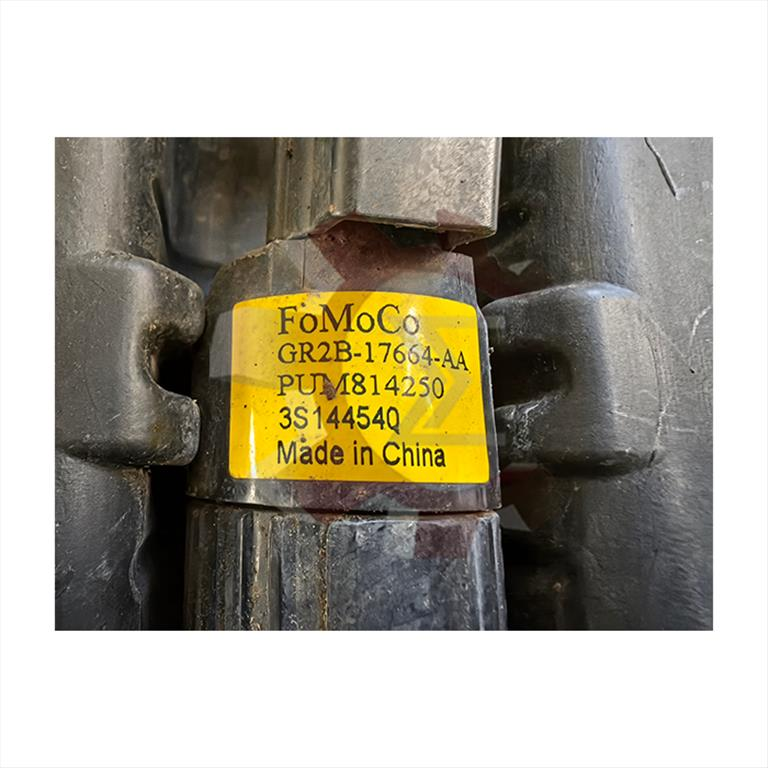 FoMoCo
GR2B-17664-AA
PUM814250
3S14454Q
Made in China